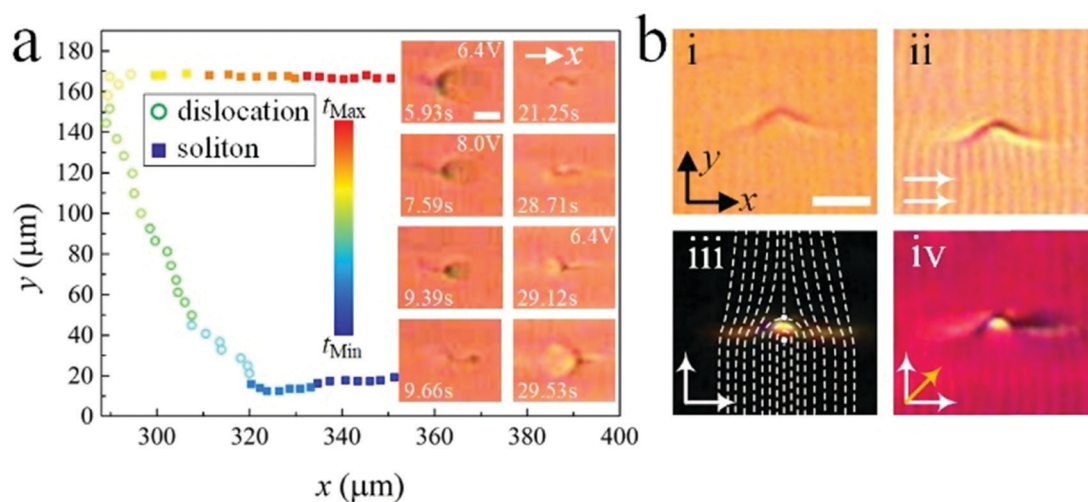 a
180
160
140
120
100
80
60
40
20
0
y (μm)
300 320 340 360 380 400
x (μm)
dislocation
soliton
tMax
tMin
6.4V
5.93s
x
21.25s
8.0V
7.59s
28.71s
9.39s
6.4V
29.12s
9.66s
29.53s
b
i
y
x
ii
iii
iv